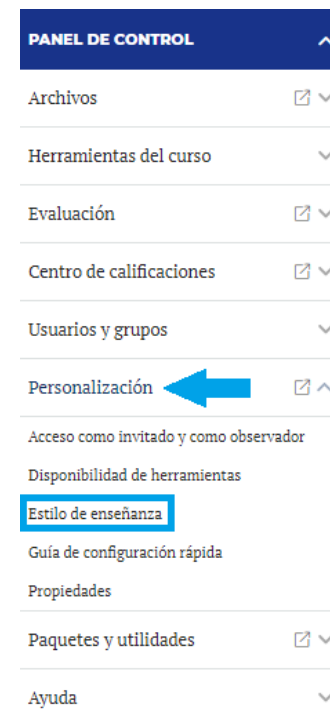 PANEL DE CONTROL
Archivos
Herramientas del curso
Evaluación
Centro de calificaciones
Usuarios y grupos
Personalización
Acceso como invitado y como observador
Disponibilidad de herramientas
Estilo de enseñanza
Guía de configuración rápida
Propiedades
Paquetes y utilidades
Ayuda